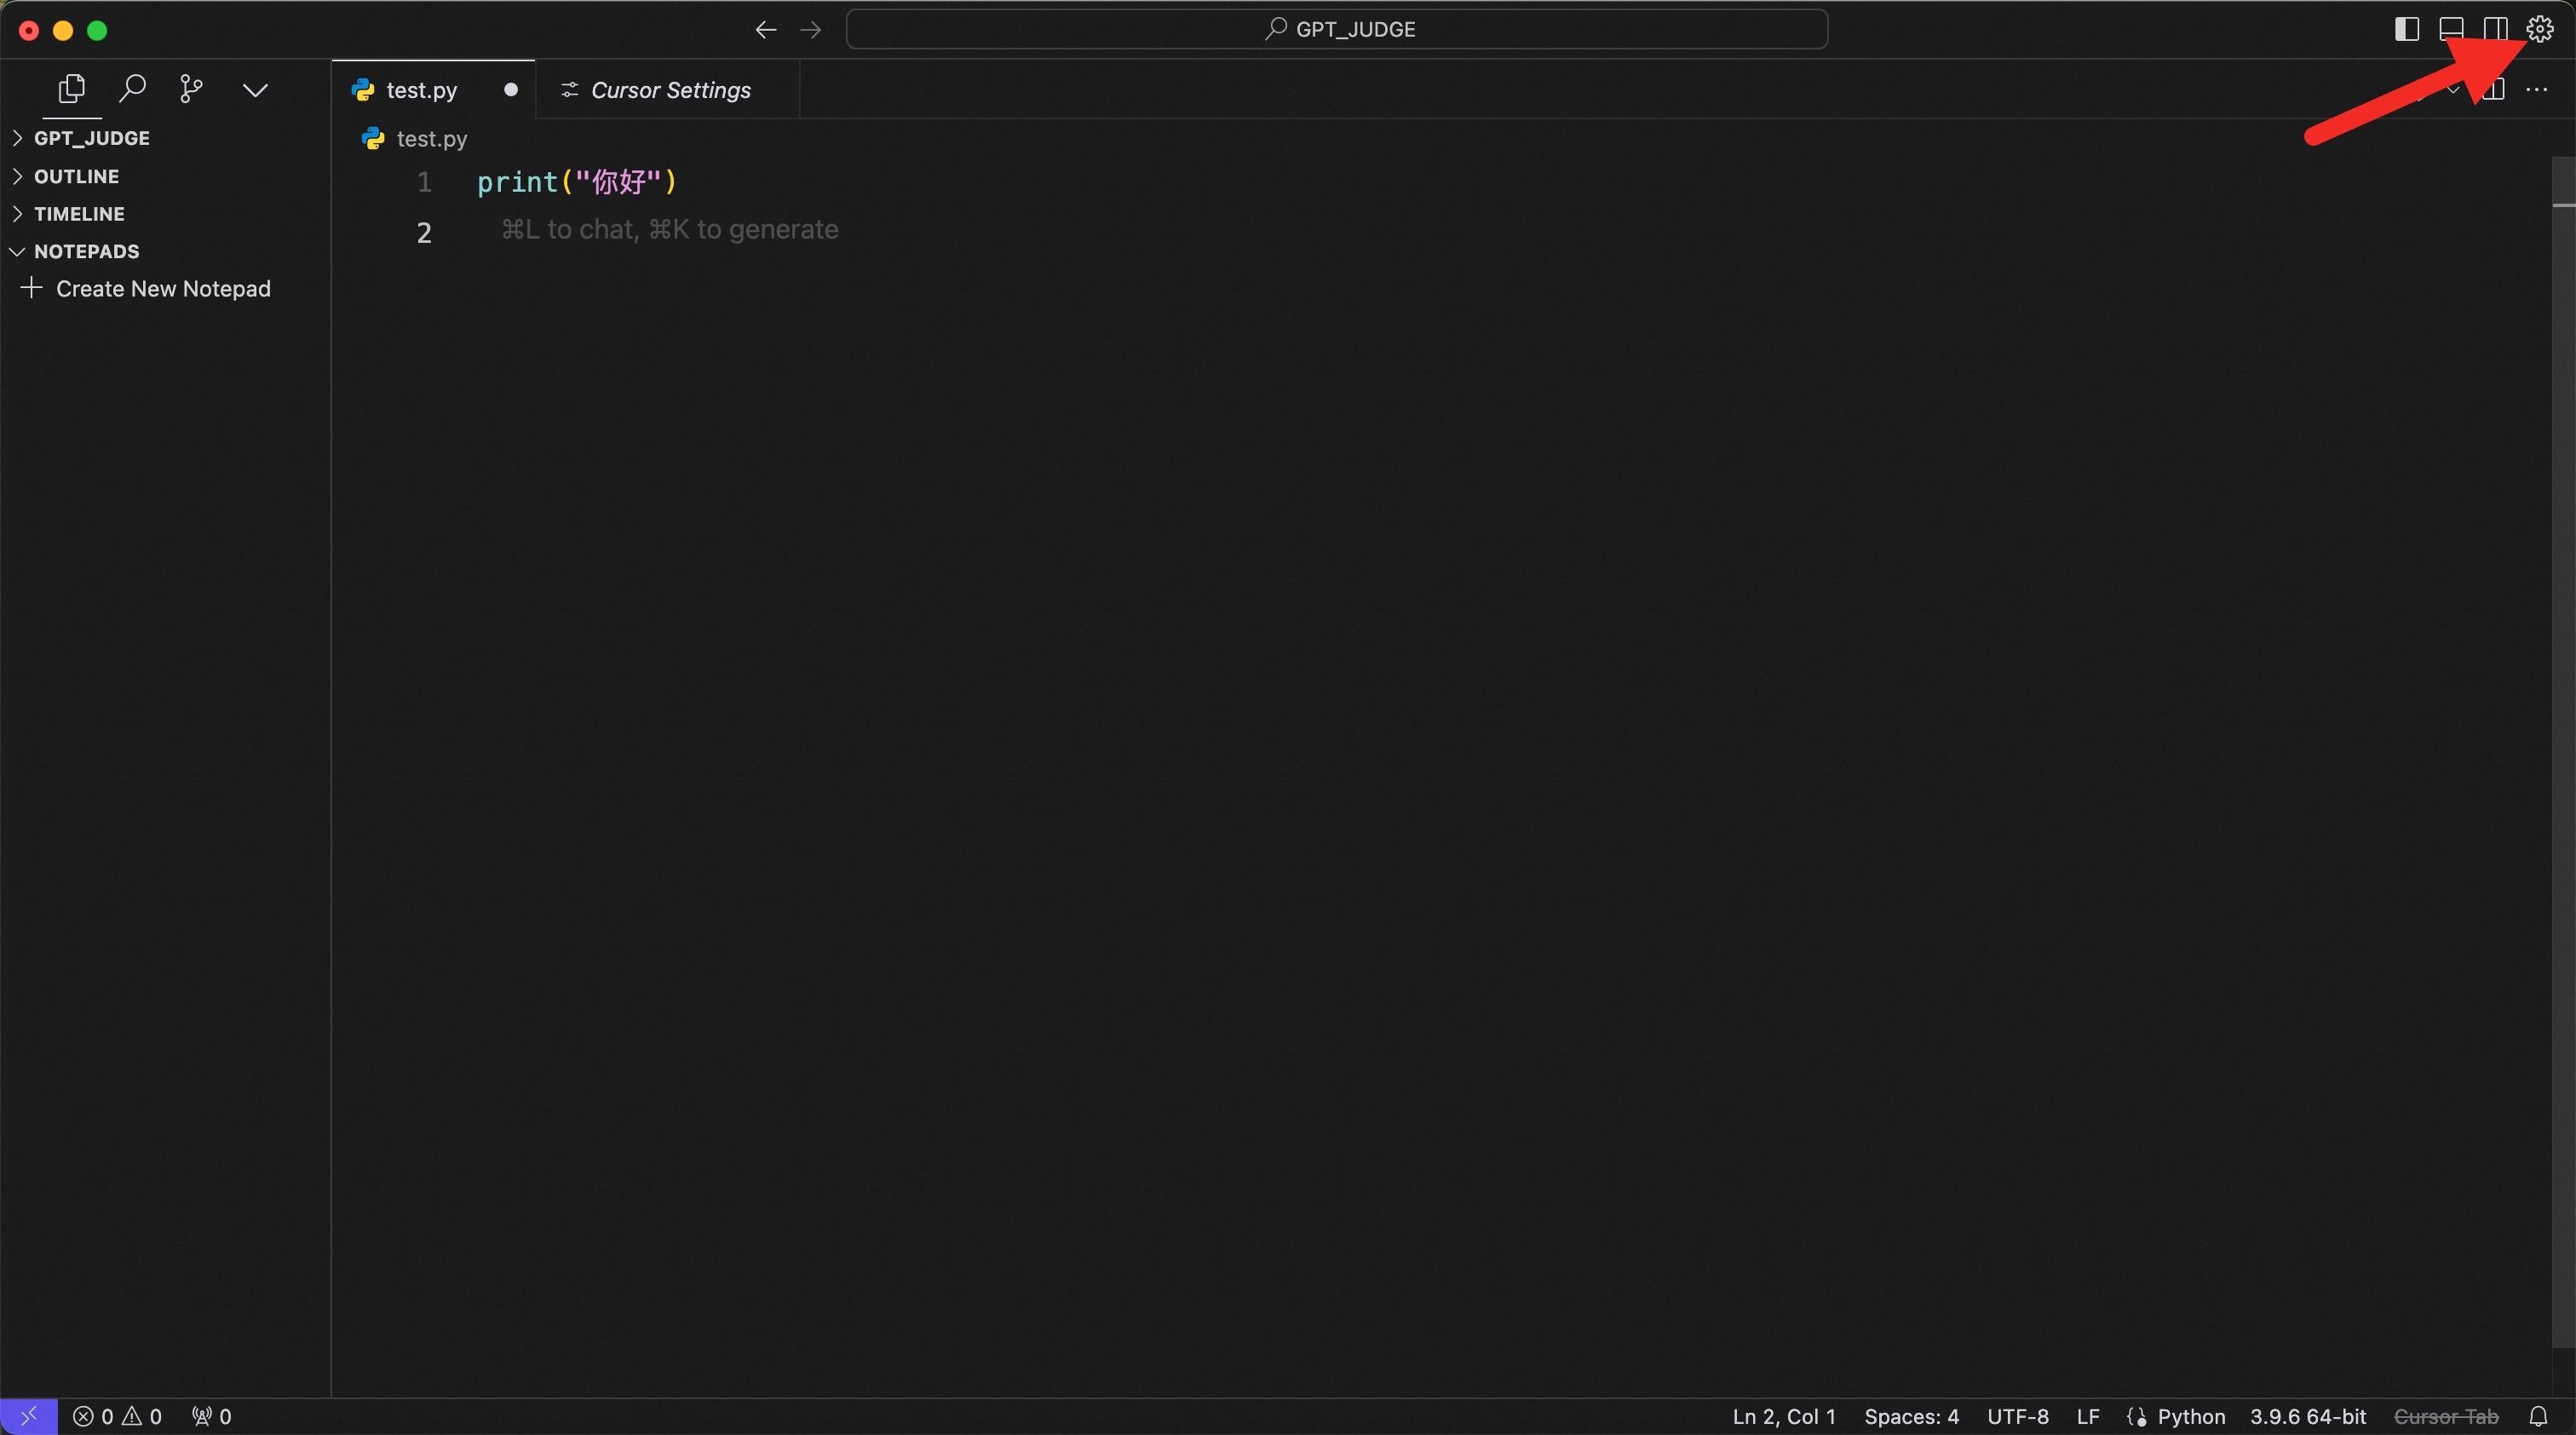 GPT_JUDGE
test.py
Cursor Settings
GPT_JUDGE
OUTLINE
TIMELINE
NOTEPADS
Create New Notepad
test.py
1 print("你好")
2 ⌘L to chat, ⌘K to generate
0 0 0
Ln 2, Col 1 Spaces: 4 UTF-8 LF Python 3.9.6 64-bit Cursor Tab